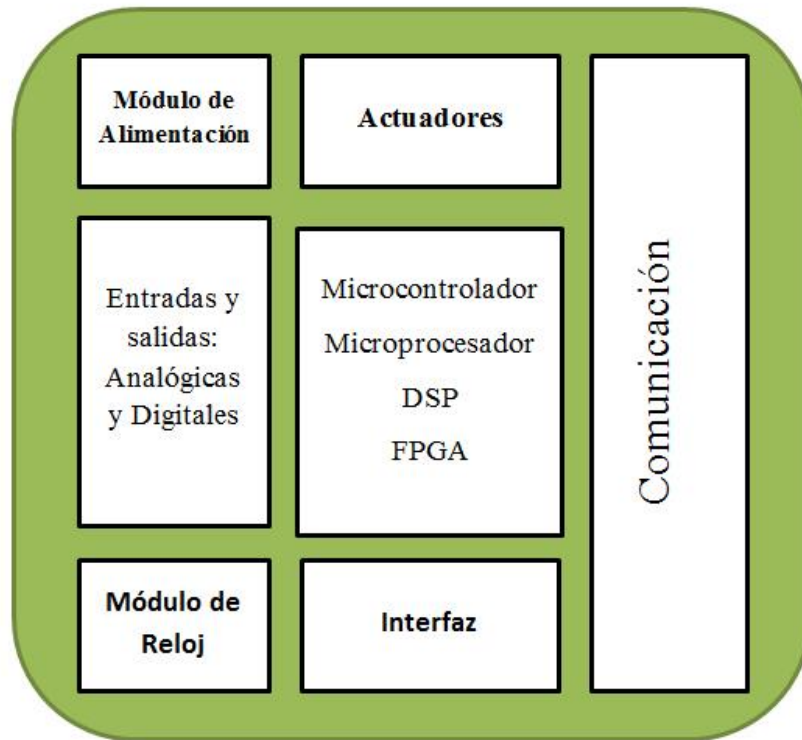 Módulo de
Alimentación
Actuadores
Entradas y
salidas:
Analógicas
y Digitales
Microcontrolador
Microprocesador
DSP
FPGA
Comunicación
Módulo de
Reloj
Interfaz